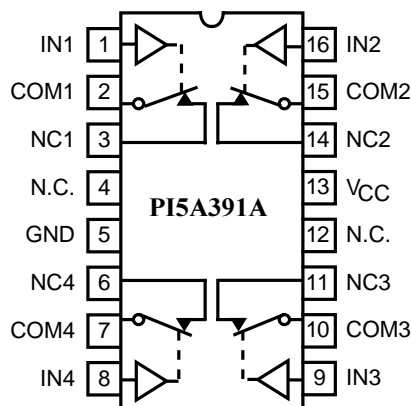 IN1 1 16 IN2
COM1 2 15 COM2
NC1 3 14 NC2
N.C. 4 13 VCC
PI5A391A
GND 5 12 N.C.
NC4 6 11 NC3
COM4 7 10 COM3
IN4 8 9 IN3